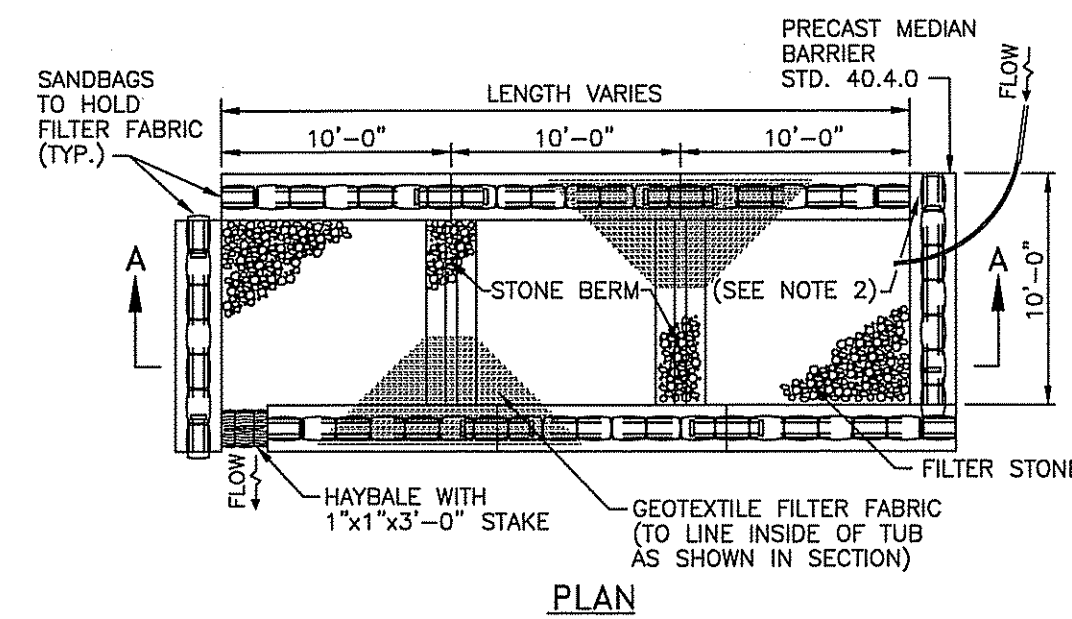 PRECAST MEDIAN
BARRIER
STD. 40.4.0
FLOW
SANDBAGS
TO HOLD
FILTER FABRIC
(TYP.)
LENGTH VARIES
10'-0"
10'-0"
10'-0"
A
STONE BERM
(SEE NOTE 2)
A
10'-0"
FILTER STONE
FLOW
HAYBALE WITH
1"x1"x3'-0" STAKE
GEOTEXTILE FILTER FABRIC
(TO LINE INSIDE OF TUB
AS SHOWN IN SECTION)
PLAN